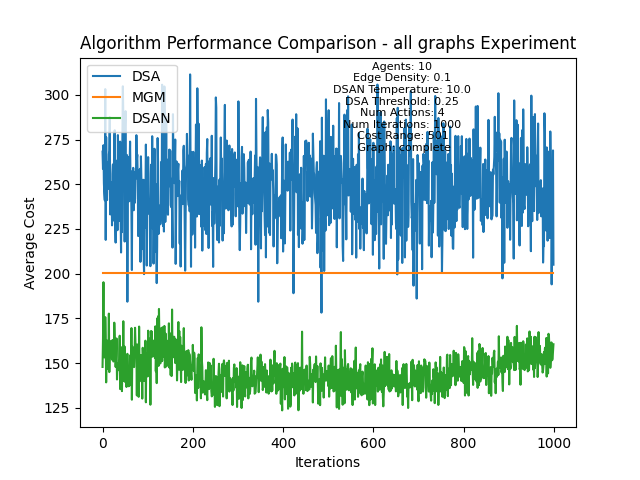 Algorithm Performance Comparison - all graphs Experiment
DSA
MGM
DSAN
Agents: 10
Edge Density: 0.1
DSAN Temperature: 10.0
DSA Threshold: 0.25
Num Actions: 4
Num Iterations: 1000
Cost Range: 501
Graph: complete
Average Cost
300
275
250
225
200
175
150
125
0
200
400
600
800
1000
Iterations